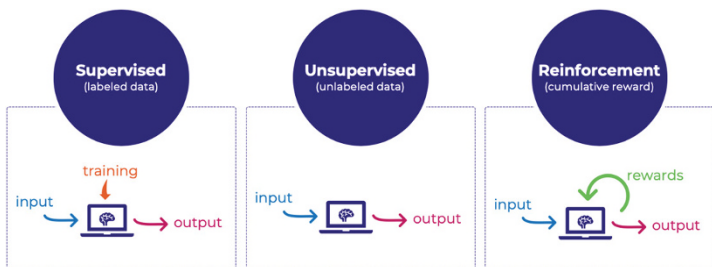 Supervised
(labeled data)
training
input
output
Unsupervised
(unlabeled data)
input
output
Reinforcement
(cumulative reward)
rewards
input
output